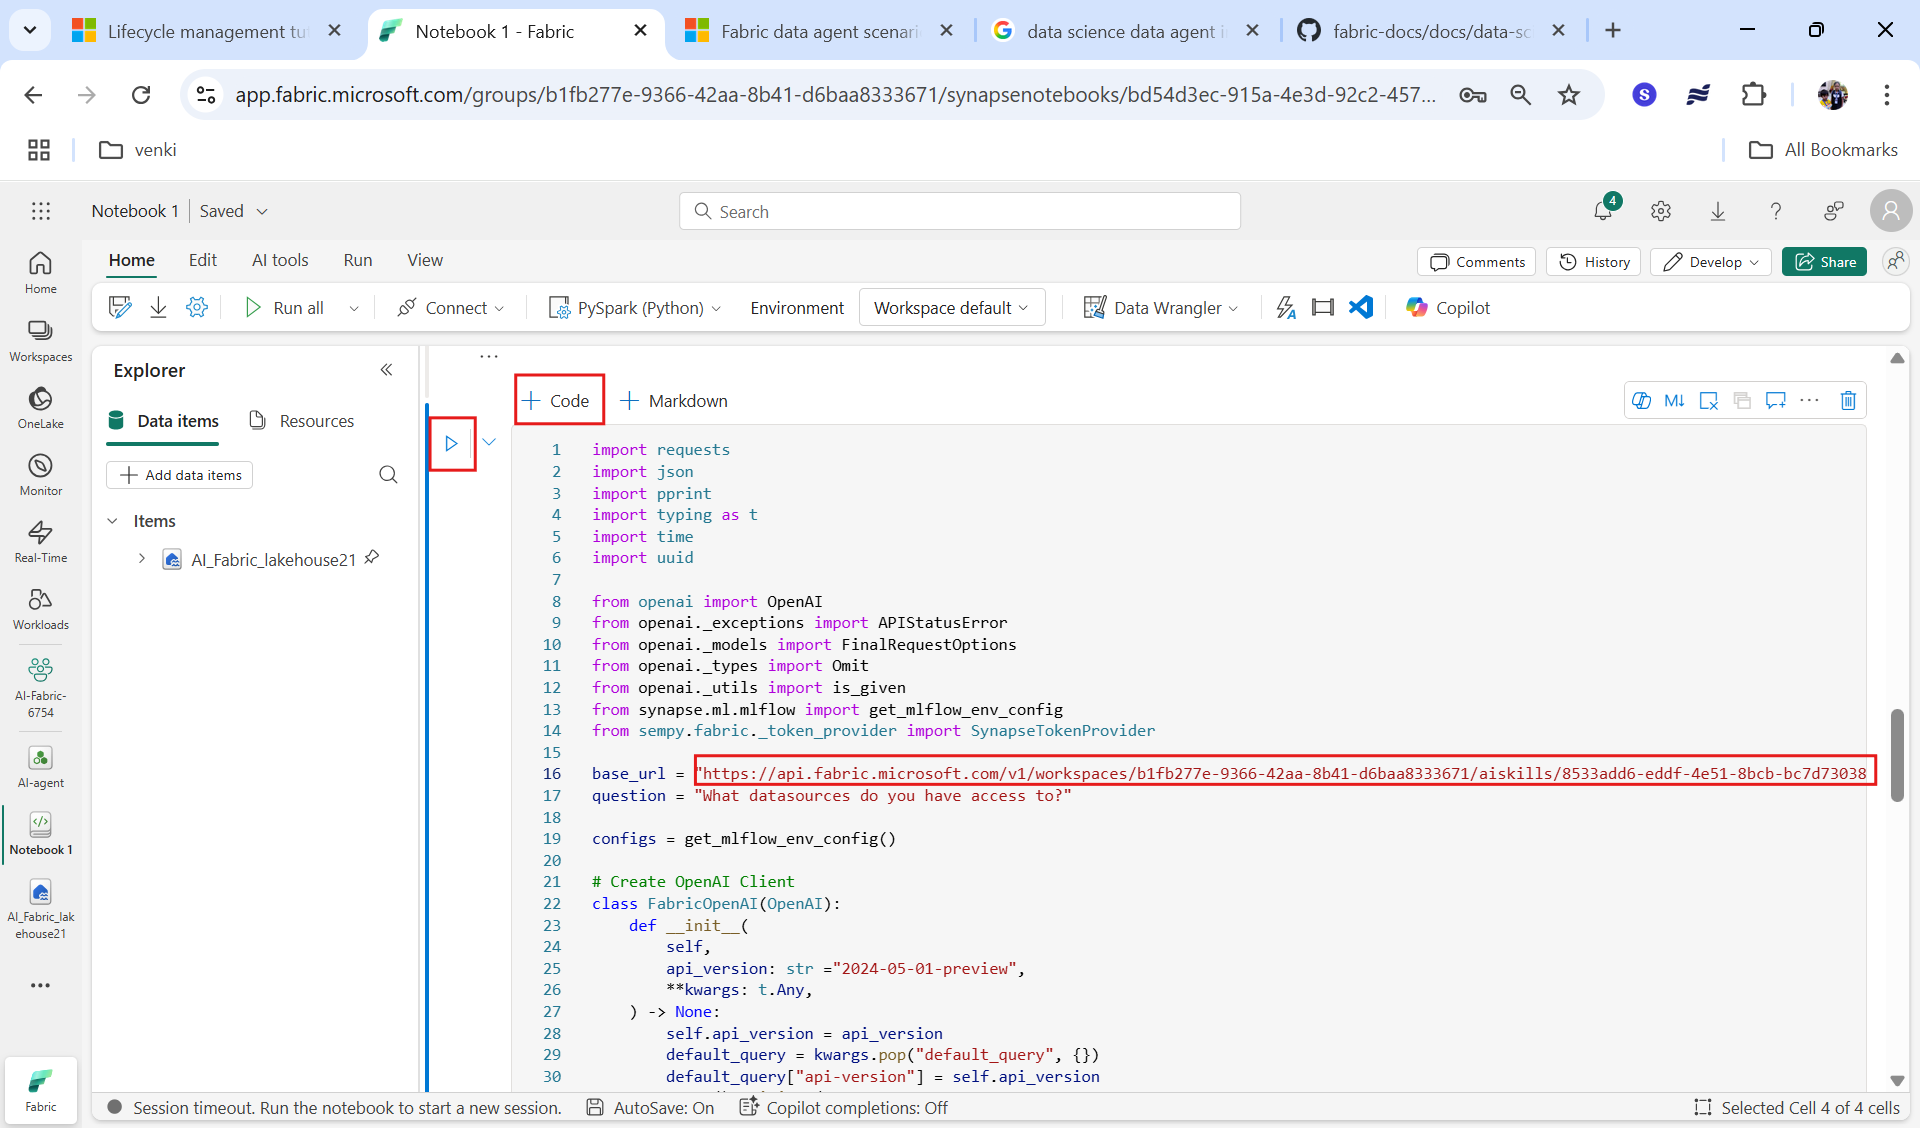 Lifecycle management tu
Notebook 1 - Fabric
Fabric data agent scenari
data science data agent i
fabric-docs/docs/data-sc
app.fabric.microsoft.com/groups/b1fb277e-9366-42aa-8b41-d6baa8333671/synapsenotebooks/bd54d3ec-915a-4e3d-92c2-457...
S
venki
All Bookmarks
Notebook 1
Saved
Search
4
Home
Edit
AI tools
Run
View
Comments
History
Develop
Share
Run all
Connect
PySpark (Python)
Environment
Workspace default
Data Wrangler
Copilot
Home
Workspaces
OneLake
Monitor
Real-Time
Workloads
AI-Fabric-
6754
AI-agent
Notebook 1
AI_Fabric_lak
ehouse21
Fabric
Explorer
Data items
Resources
Add data items
Items
AI_Fabric_lakehouse21
Code
Markdown
M↓
1 import requests
2 import json
3 import pprint
4 import typing as t
5 import time
6 import uuid
7
8 from openai import OpenAI
9 from openai._exceptions import APIStatusError
10 from openai._models import FinalRequestOptions
11 from openai._types import Omit
12 from openai._utils import is_given
13 from synapse.ml.mlflow import get_mlflow_env_config
14 from sempy.fabric._token_provider import SynapseTokenProvider
15
16 base_url = "https://api.fabric.microsoft.com/v1/workspaces/b1fb277e-9366-42aa-8b41-d6baa8333671/aiskills/8533add6-eddf-4e51-8bcb-bc7d73038
17 question = "What datasources do you have access to?"
18
19 configs = get_mlflow_env_config()
20
21 # Create OpenAI Client
22 class FabricOpenAI(OpenAI):
23 def __init__(
24 self,
25 api_version: str ="2024-05-01-preview",
26 **kwargs: t.Any,
27 ) -> None:
28 self.api_version = api_version
29 default_query = kwargs.pop("default_query", {})
30 default_query["api-version"] = self.api_version
Session timeout. Run the notebook to start a new session.
AutoSave: On
Copilot completions: Off
Selected Cell 4 of 4 cells